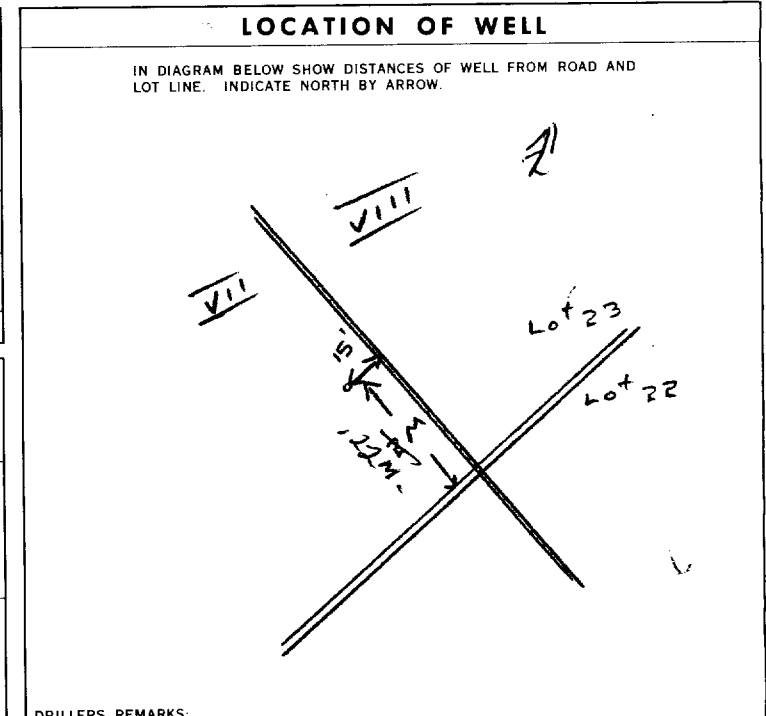 LOCATION OF WELL
IN DIAGRAM BELOW SHOW DISTANCES OF WELL FROM ROAD AND
LOT LINE. INDICATE NORTH BY ARROW.
VIII
VII
Lot 23
Lot 22
15'
.22M.
DRILLERS REMARKS: